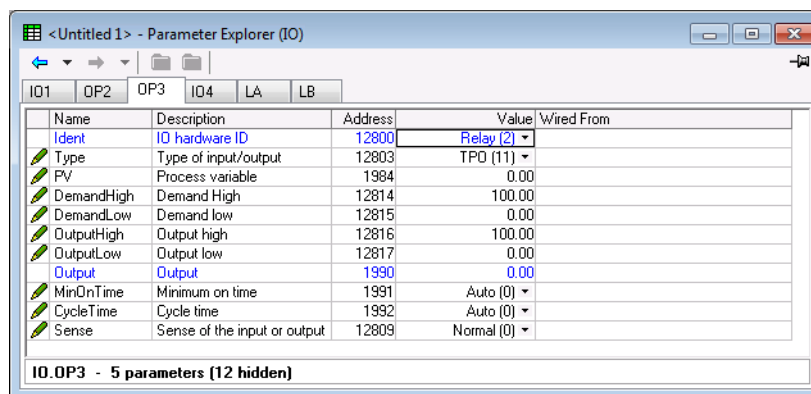 <Untitled 1> - Parameter Explorer (IO)
IO1 OP2 OP3 IO4 LA LB
Name Description Address Value Wired From
Ident IO hardware ID 12800 Relay (2)
Type Type of input/output 12803 TPO (11)
PV Process variable 1984 0.00
DemandHigh Demand High 12814 100.00
DemandLow Demand low 12815 0.00
OutputHigh Output high 12816 100.00
OutputLow Output low 12817 0.00
Output Output 1990 0.00
MinOnTime Minimum on time 1991 Auto (0)
CycleTime Cycle time 1992 Auto (0)
Sense Sense of the input or output 12809 Normal (0)
IO.OP3 - 5 parameters (12 hidden)